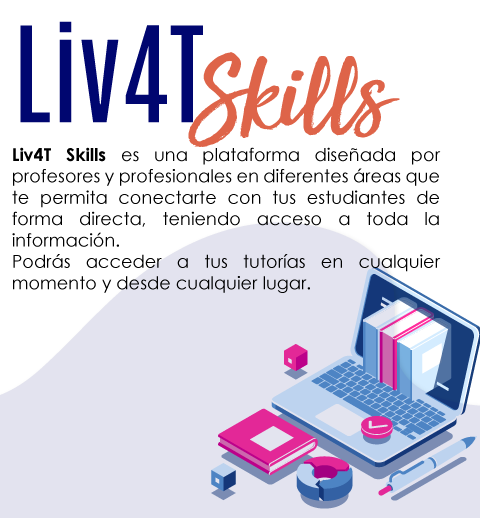 Liv4T Skills
Liv4T Skills es una plataforma diseñada por
profesores y profesionales en diferentes áreas que
te permita conectarte con tus estudiantes de
forma directa, teniendo acceso a toda la
información.
Podrás acceder a tus tutorías en cualquier
momento y desde cualquier lugar.